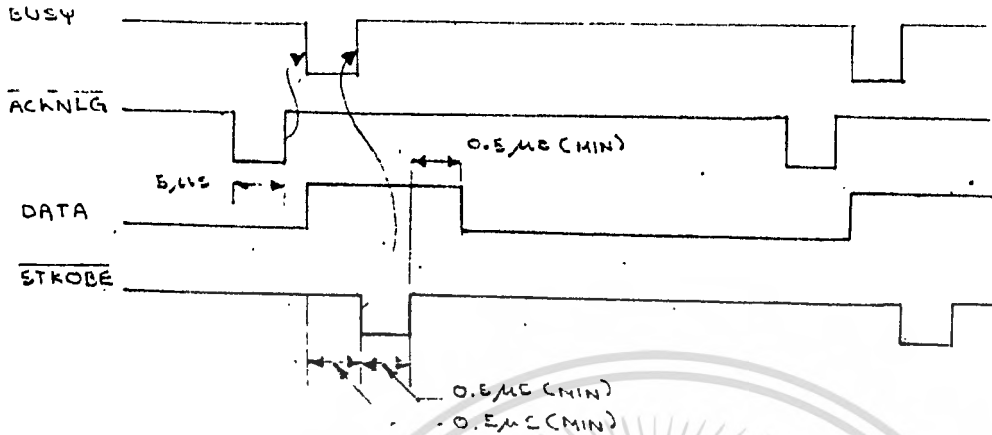 BUSY
ACKNLG
0.5 µs (MIN)
5 µs
DATA
STROBE
0.5 µs (MIN)
0.5 µs (MIN)